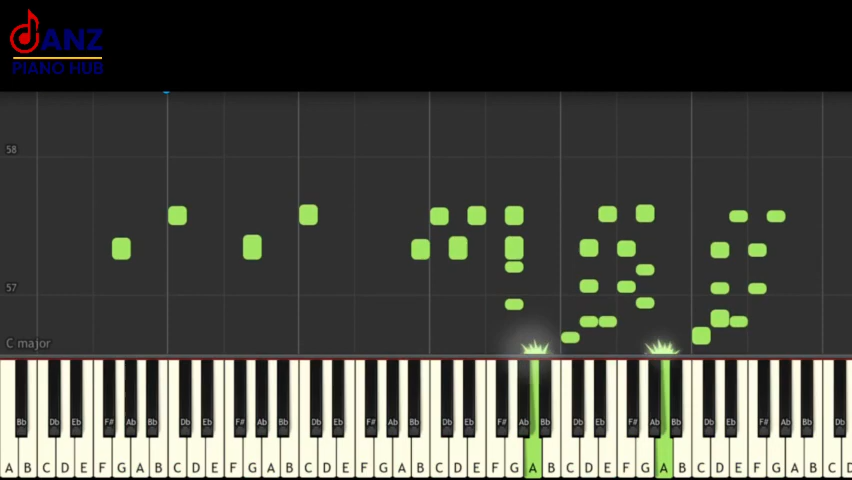 DANZ
PIANO HUB
58
57
C major
Bb Db Eb F# Ab Bb Db Eb F# Ab Bb Db Eb F# Ab Bb Db Eb F# Ab Bb Db Eb F# Ab Bb Db Eb F# Ab Bb Db
A B C D E F G A B C D E F G A B C D E F G A B C D E F G A B C D E F G A B C D E F G A B C D